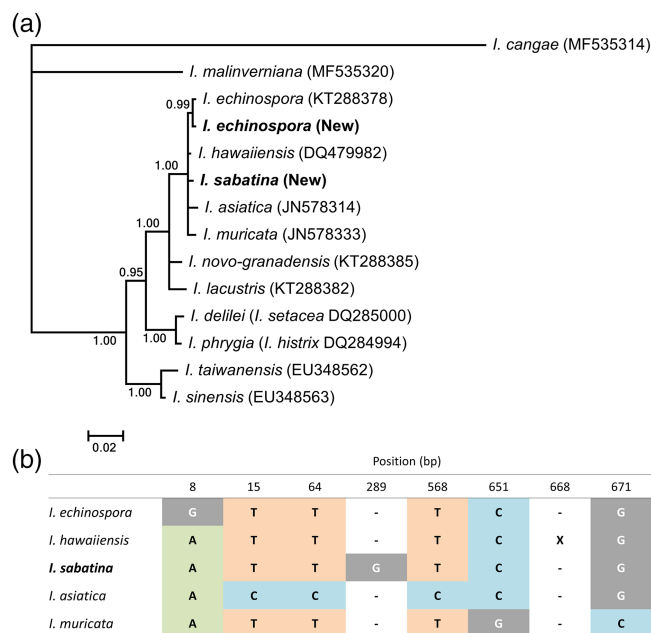 (a)
I. cangae (MF535314)
I. malinverniana (MF535320)
I. echinospora (KT288378)
0.99
I. echinospora (New)
I. hawaiiensis (DQ479982)
1.00
I. sabatina (New)
I. asiatica (JN578314)
1.00
I. muricata (JN578333)
I. novo-granadensis (KT288385)
0.95
I. lacustris (KT288382)
I. delilei (I. setacea DQ285000)
1.00
1.00
I. phrygia (I. histrix DQ284994)
I. taiwanensis (EU348562)
1.00
I. sinensis (EU348563)
0.02
(b)
Position (bp)
8 15 64 289 568 651 668 671
I. echinospora G T T - T C - G
I. hawaiiensis A T T - T C X G
I. sabatina A T T G T C - G
I. asiatica A C C - C C - G
I. muricata A T T - T G - C